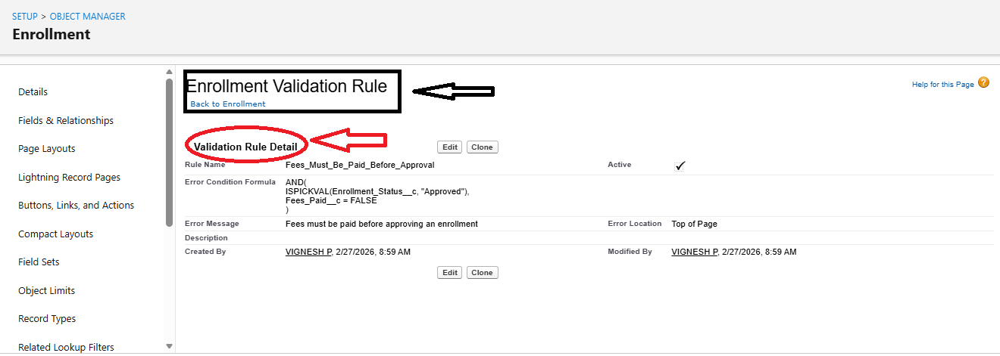 SETUP > OBJECT MANAGER
Enrollment
Details
Fields & Relationships
Page Layouts
Lightning Record Pages
Buttons, Links, and Actions
Compact Layouts
Field Sets
Object Limits
Record Types
Related Lookup Filters
Enrollment Validation Rule
Back to Enrollment
Help for this Page ?
Validation Rule Detail Edit Clone
Rule Name Fees_Must_Be_Paid_Before_Approval Active ✓
Error Condition Formula AND(
ISPICKVAL(Enrollment_Status__c, "Approved"),
Fees_Paid__c = FALSE
)
Error Message Fees must be paid before approving an enrollment Error Location Top of Page
Description
Created By VIGNESH P, 2/27/2026, 8:59 AM Modified By VIGNESH P, 2/27/2026, 8:59 AM
Edit Clone